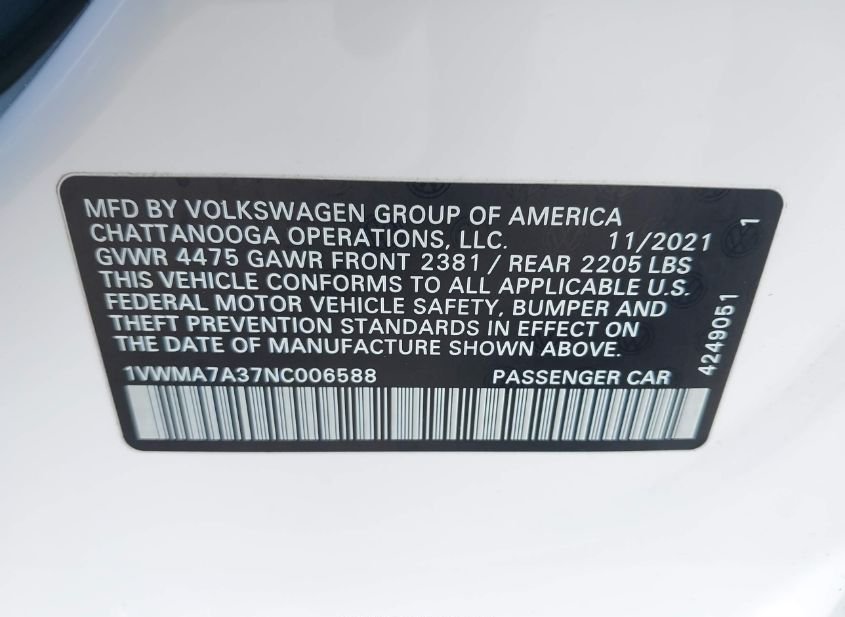 MFD BY VOLKSWAGEN GROUP OF AMERICA
CHATTANOOGA OPERATIONS, LLC. 11/2021
GVWR 4475 GAWR FRONT 2381 / REAR 2205 LBS
THIS VEHICLE CONFORMS TO ALL APPLICABLE U.S.
FEDERAL MOTOR VEHICLE SAFETY, BUMPER AND
THEFT PREVENTION STANDARDS IN EFFECT ON
THE DATE OF MANUFACTURE SHOWN ABOVE.
1VWMA7A37NC006588 PASSENGER CAR
4249051 1